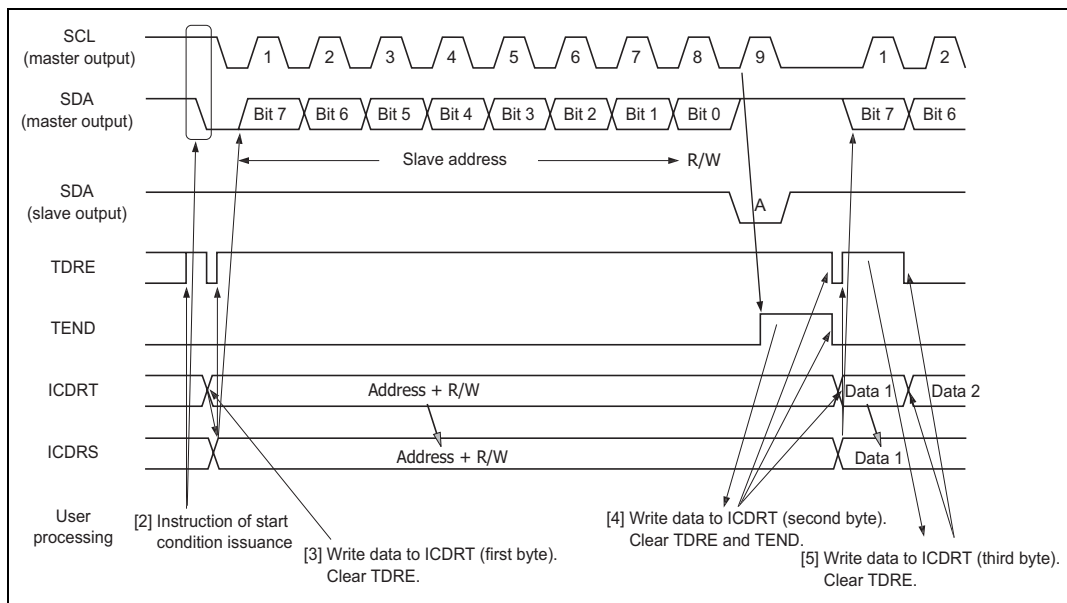 SCL
(master output)
1 2 3 4 5 6 7 8 9 1 2
SDA
(master output)
Bit 7 Bit 6 Bit 5 Bit 4 Bit 3 Bit 2 Bit 1 Bit 0 Bit 7 Bit 6
Slave address R/W
SDA
(slave output)
A
TDRE
TEND
ICDRT
Address + R/W Data 1 Data 2
ICDRS
Address + R/W Data 1
User
processing
[2] Instruction of start
condition issuance
[3] Write data to ICDRT (first byte).
Clear TDRE.
[4] Write data to ICDRT (second byte).
Clear TDRE and TEND.
[5] Write data to ICDRT (third byte).
Clear TDRE.